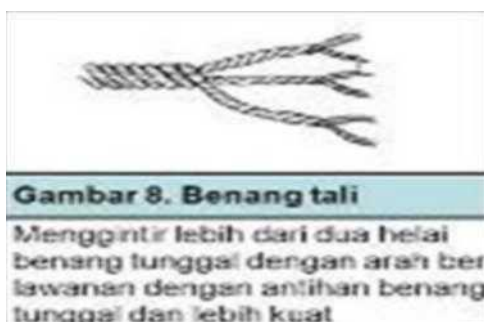 Gambar 8. Benang tali
Menggintir lebih dari dua helai
benang tunggal dengan arah ber
lawanan dengan antihan benang
tunggal dan lebih kuat